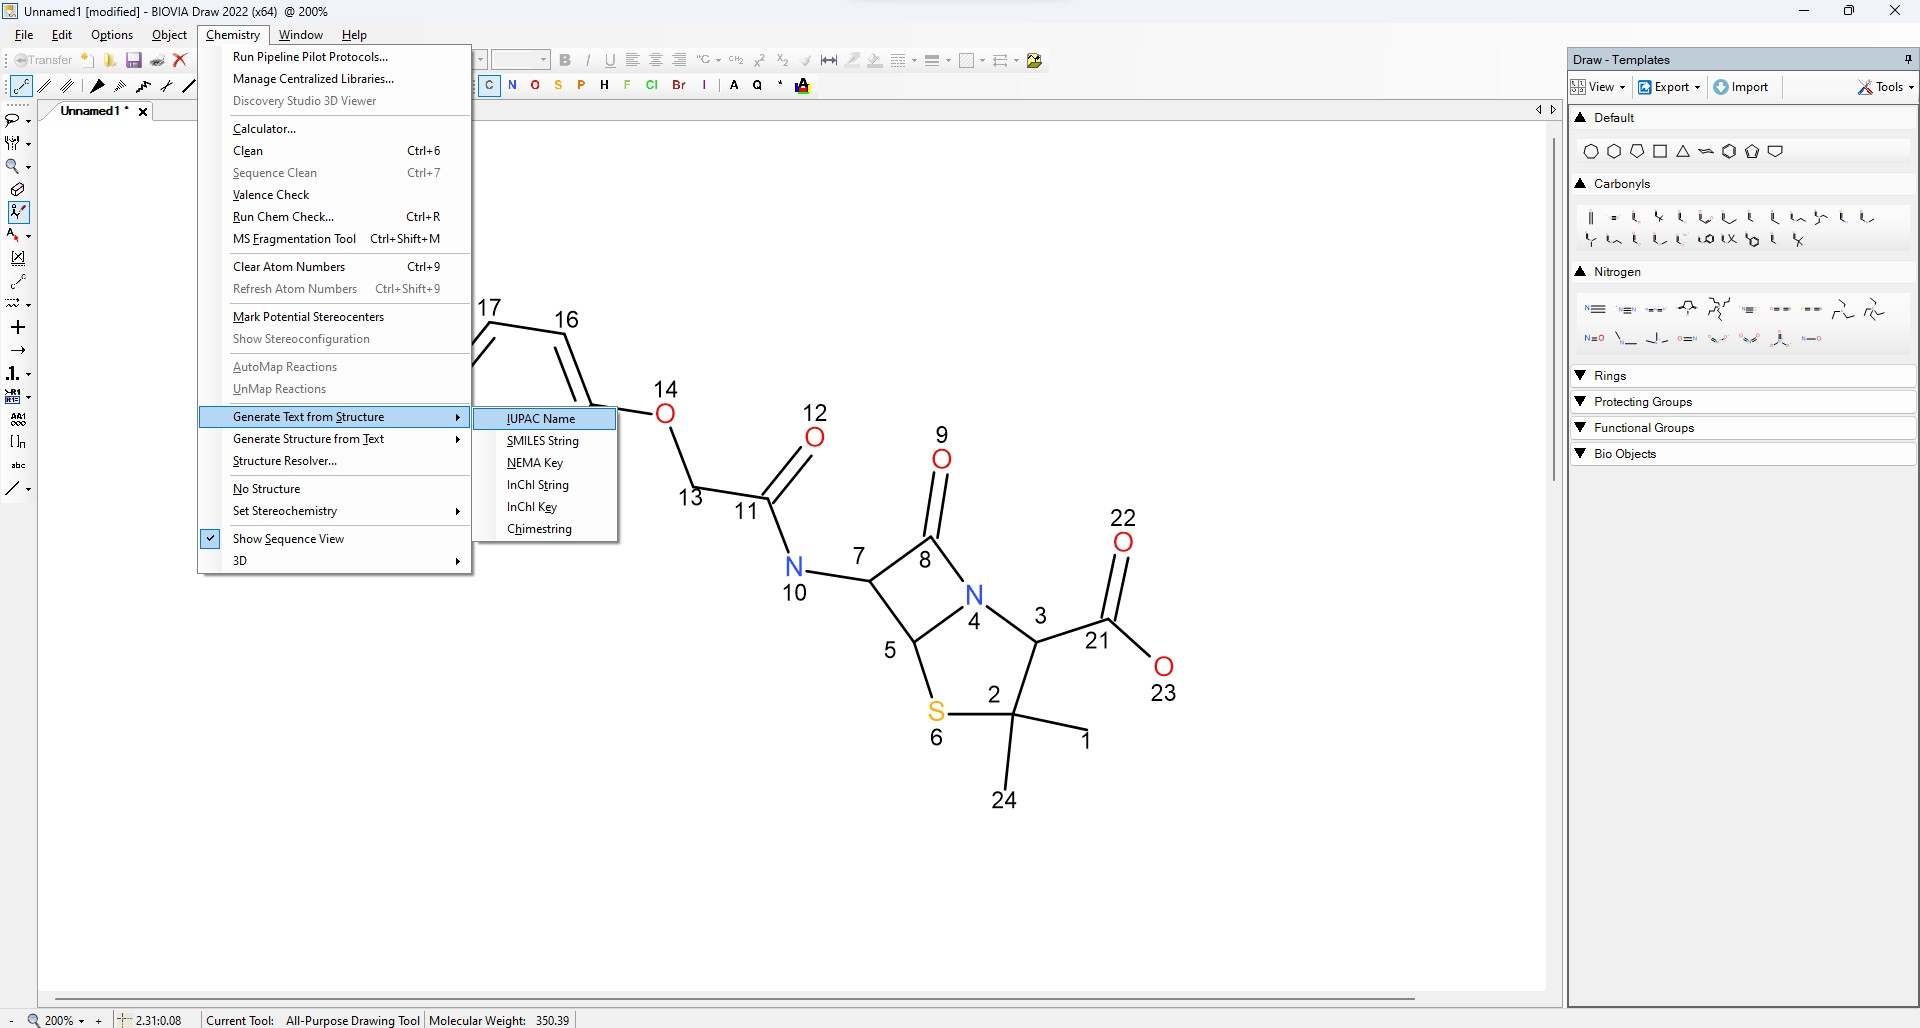 Unnamed1 [modified] - BIOVIA Draw 2022 (x64) @ 200%
File Edit Options Object Chemistry Window Help
Transfer
B I U °C CH₂ x² x₂
C N O S P H F Cl Br I A Q * A
Unnamed1 *
Run Pipeline Pilot Protocols...
Manage Centralized Libraries...
Discovery Studio 3D Viewer
Calculator...
Clean Ctrl+6
Sequence Clean Ctrl+7
Valence Check
Run Chem Check... Ctrl+R
MS Fragmentation Tool Ctrl+Shift+M
Clear Atom Numbers Ctrl+9
Refresh Atom Numbers Ctrl+Shift+9
Mark Potential Stereocenters
Show Stereoconfiguration
AutoMap Reactions
UnMap Reactions
Generate Text from Structure
Generate Structure from Text
Structure Resolver...
No Structure
Set Stereochemistry
Show Sequence View
3D
IUPAC Name
SMILES String
NEMA Key
InChI String
InChI Key
Chimestring
17
16
14
O
12
O
13
11
9
O
N
10
7
8
N
4
5
3
22
O
21
O
23
2
S
6
1
24
Draw - Templates
View Export Import Tools
Default
Carbonyls
Nitrogen
Rings
Protecting Groups
Functional Groups
Bio Objects
- 200% + 2.31:0.08 Current Tool: All-Purpose Drawing Tool Molecular Weight: 350.39